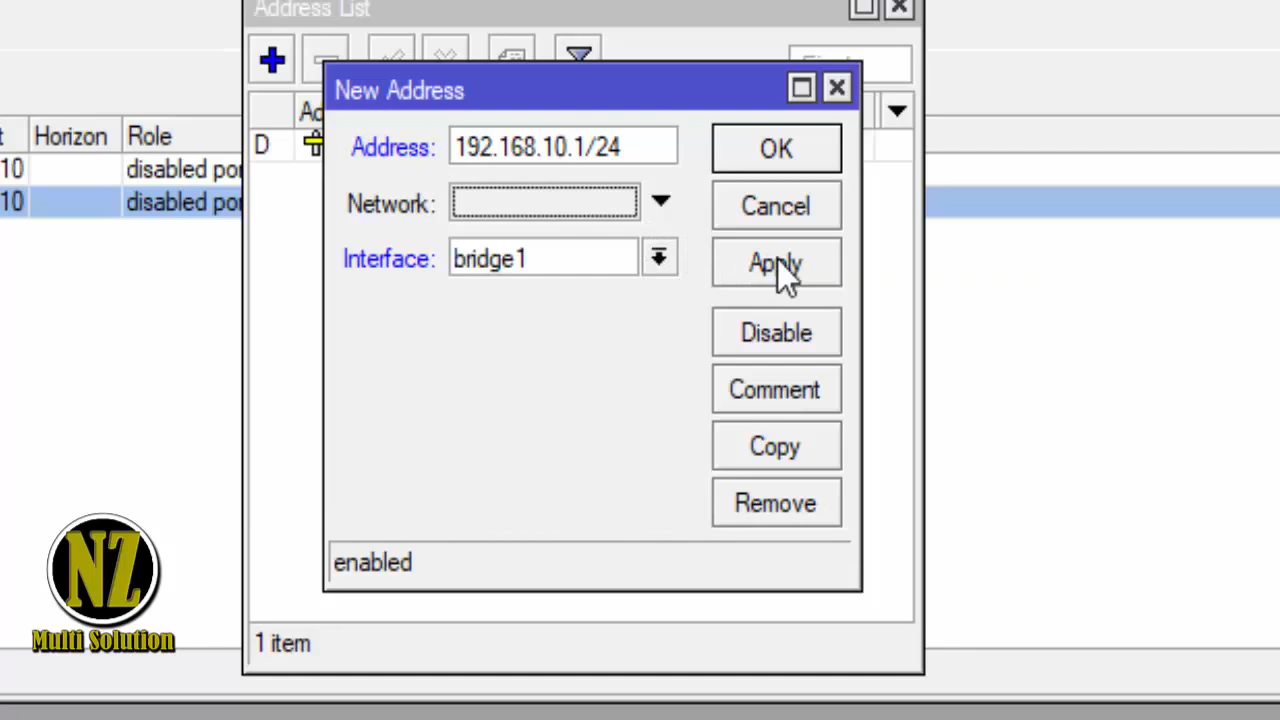 Address List
New Address
Address: 192.168.10.1/24
OK
Network:
Cancel
Interface: bridge1
Apply
Disable
Comment
Copy
Remove
enabled
1 item
Horizon Role
D
10 disabled por
10 disabled por
NZ
Multi Solution